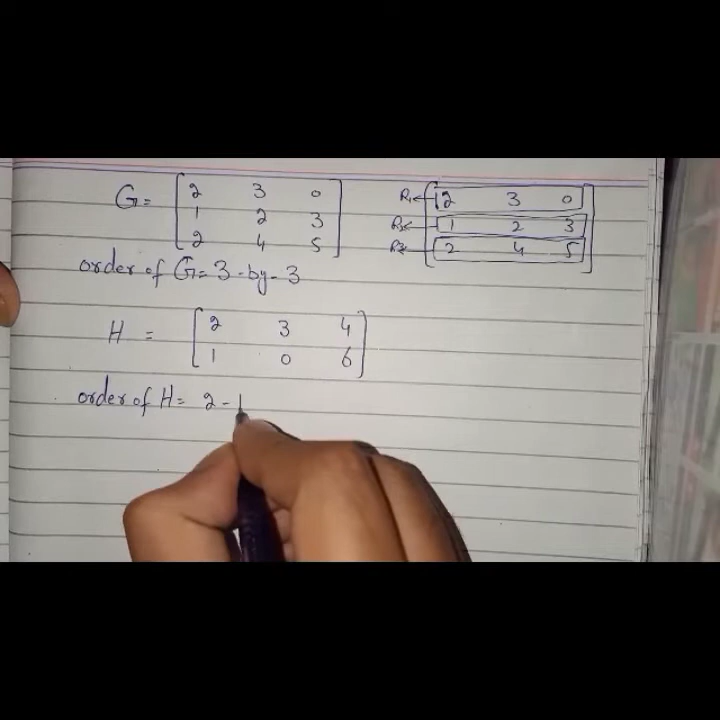 G= [ 2 3 0 R₁← [ 2 3 0
1 2 3 R₂← 1 2 3
2 4 5 ] R₃← 2 4 5 ]
order of G = 3-by-3
H = [ 2 3 4
1 0 6 ]
order of H = 2-